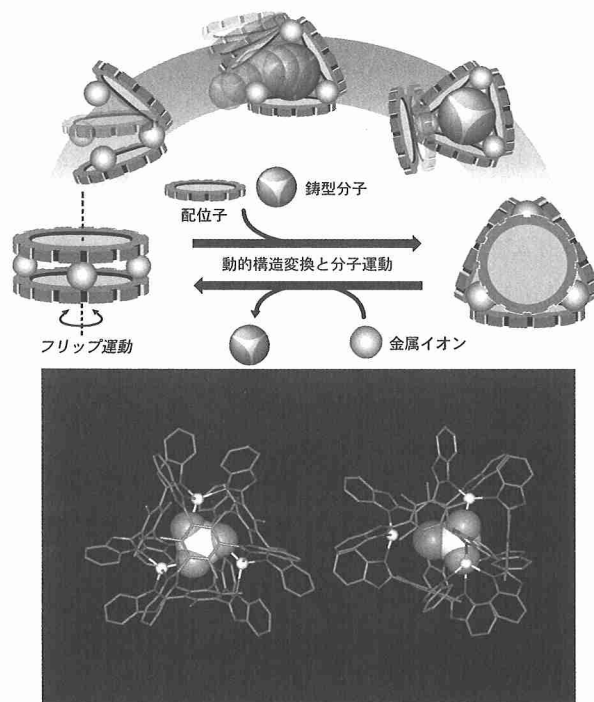 鋳型分子
配位子
動的構造変換と分子運動
フリップ運動
金属イオン